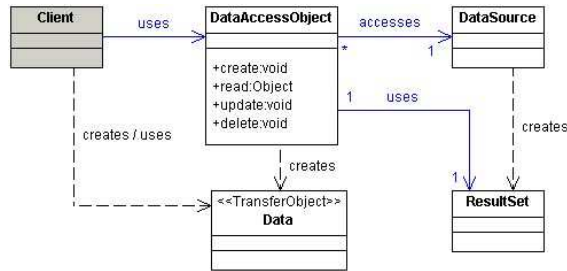 Client
uses
DataAccessObject
accesses
DataSource
*
1
+create:void
+read:Object
+update:void
+delete:void
1
uses
creates / uses
creates
creates
<<TransferObject>>
Data
1
ResultSet